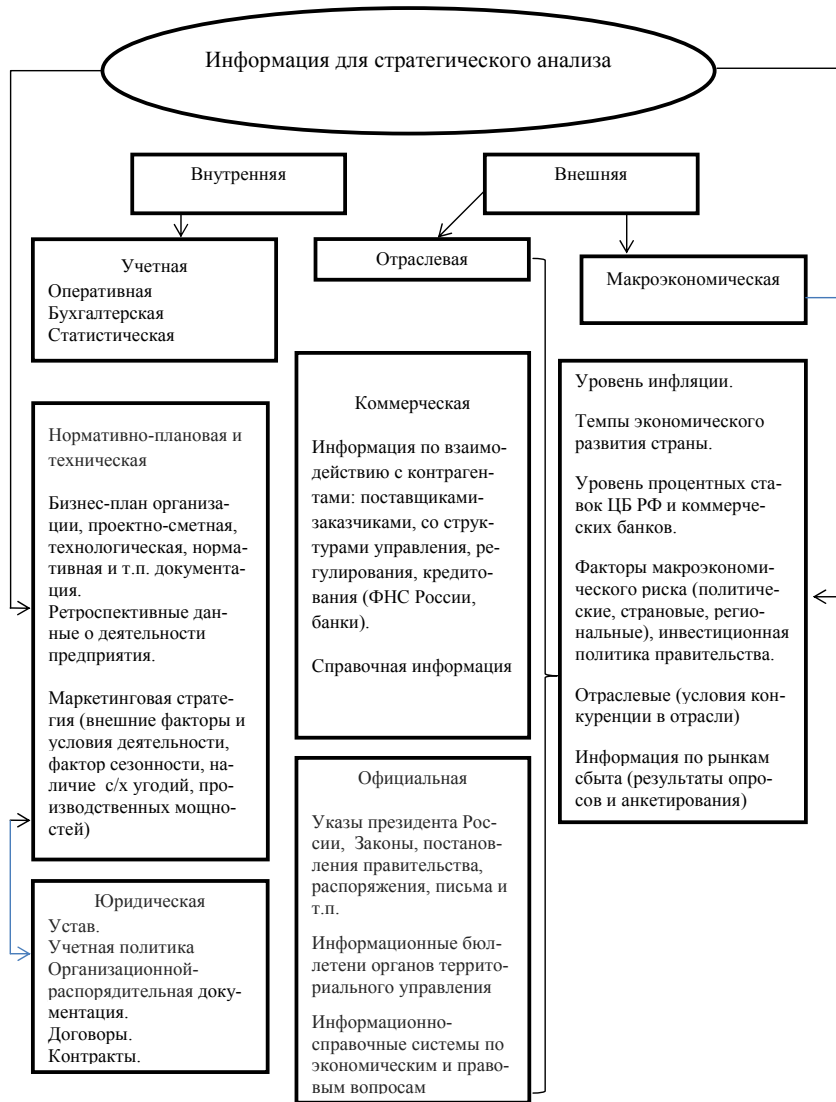 Информация для стратегического анализа
Внутренняя
Внешняя
Учетная
Оперативная
Бухгалтерская
Статистическая
Отраслевая
Макроэкономическая
Нормативно-плановая и
техническая
Бизнес-план организа-
ции, проектно-сметная,
технологическая, нор-
мативная и т.п. документа-
ция.
Ретроспективные дан-
ные о деятельности
предприятия.
Маркетинговая страте-
гия (внешние факторы и
условия деятельности,
фактор сезонности, на-
личие с/х угодий, про-
изводственных мощно-
стей)
Юридическая
Устав.
Учетная политика
Организационной-
распорядительная доку-
ментация.
Договоры.
Контракты.
Коммерческая
Информация по взаимо-
действию с контраген-
тами: поставщиками-
заказчиками, со струк-
турами управления, ре-
гулирования, кредито-
вания (ФНС России,
банки).
Справочная информация
Официальная
Указы президента Рос-
сии, Законы, постанов-
ления правительства,
распоряжения, письма и
т.п.
Информационные бюл-
летени органов террито-
риального управления
Информационно-
справочные системы по
экономическим и право-
вым вопросам
Уровень инфляции.
Темпы экономического
развития страны.
Уровень процентных ста-
вок ЦБ РФ и коммерче-
ских банков.
Факторы макроэкономи-
ческого риска (политиче-
ские, страновые, регио-
нальные), инвестиционная
политика правительства.
Отраслевые (условия кон-
куренции в отрасли)
Информация по рынкам
сбыта (результаты опро-
сов и анкетирования)